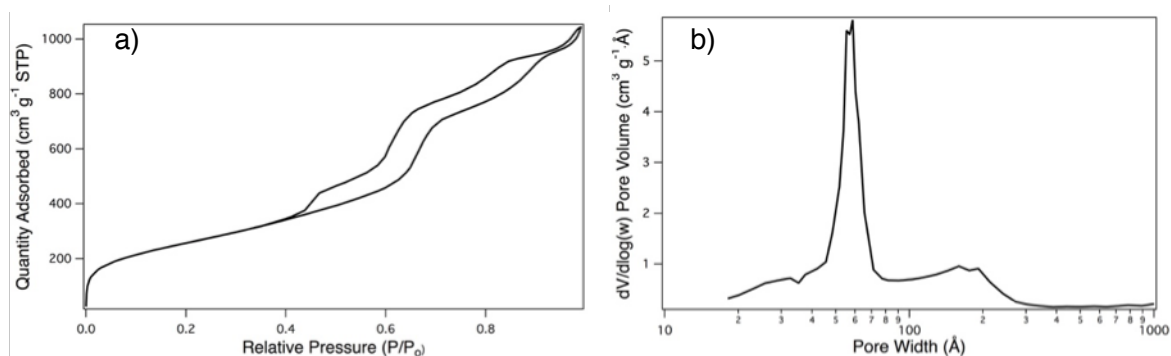 a)
Quantity Adsorbed (cm³ g⁻¹ STP)
1000
800
600
400
200
0.0 0.2 0.4 0.6 0.8
Relative Pressure (P/P₀)
b)
dV/dlog(w) Pore Volume (cm³ g⁻¹·Å)
5
4
3
2
1
10 2 3 4 5 6 7 8 9 100 2 3 4 5 6 7 8 9 1000
Pore Width (Å)